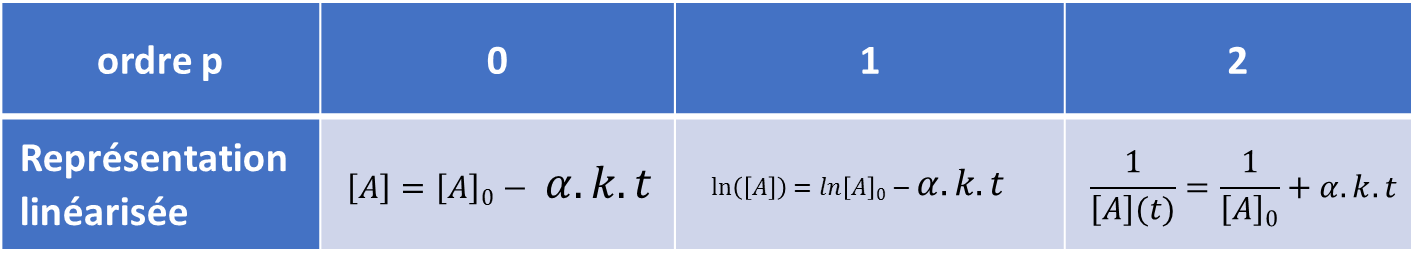 ordre p 0 1 2
Représentation
linéarisée
[A] = [A]₀ − α. k. t
ln([A]) = ln[A]₀ − α. k. t
1/[A](t) = 1/[A]₀ + α. k. t